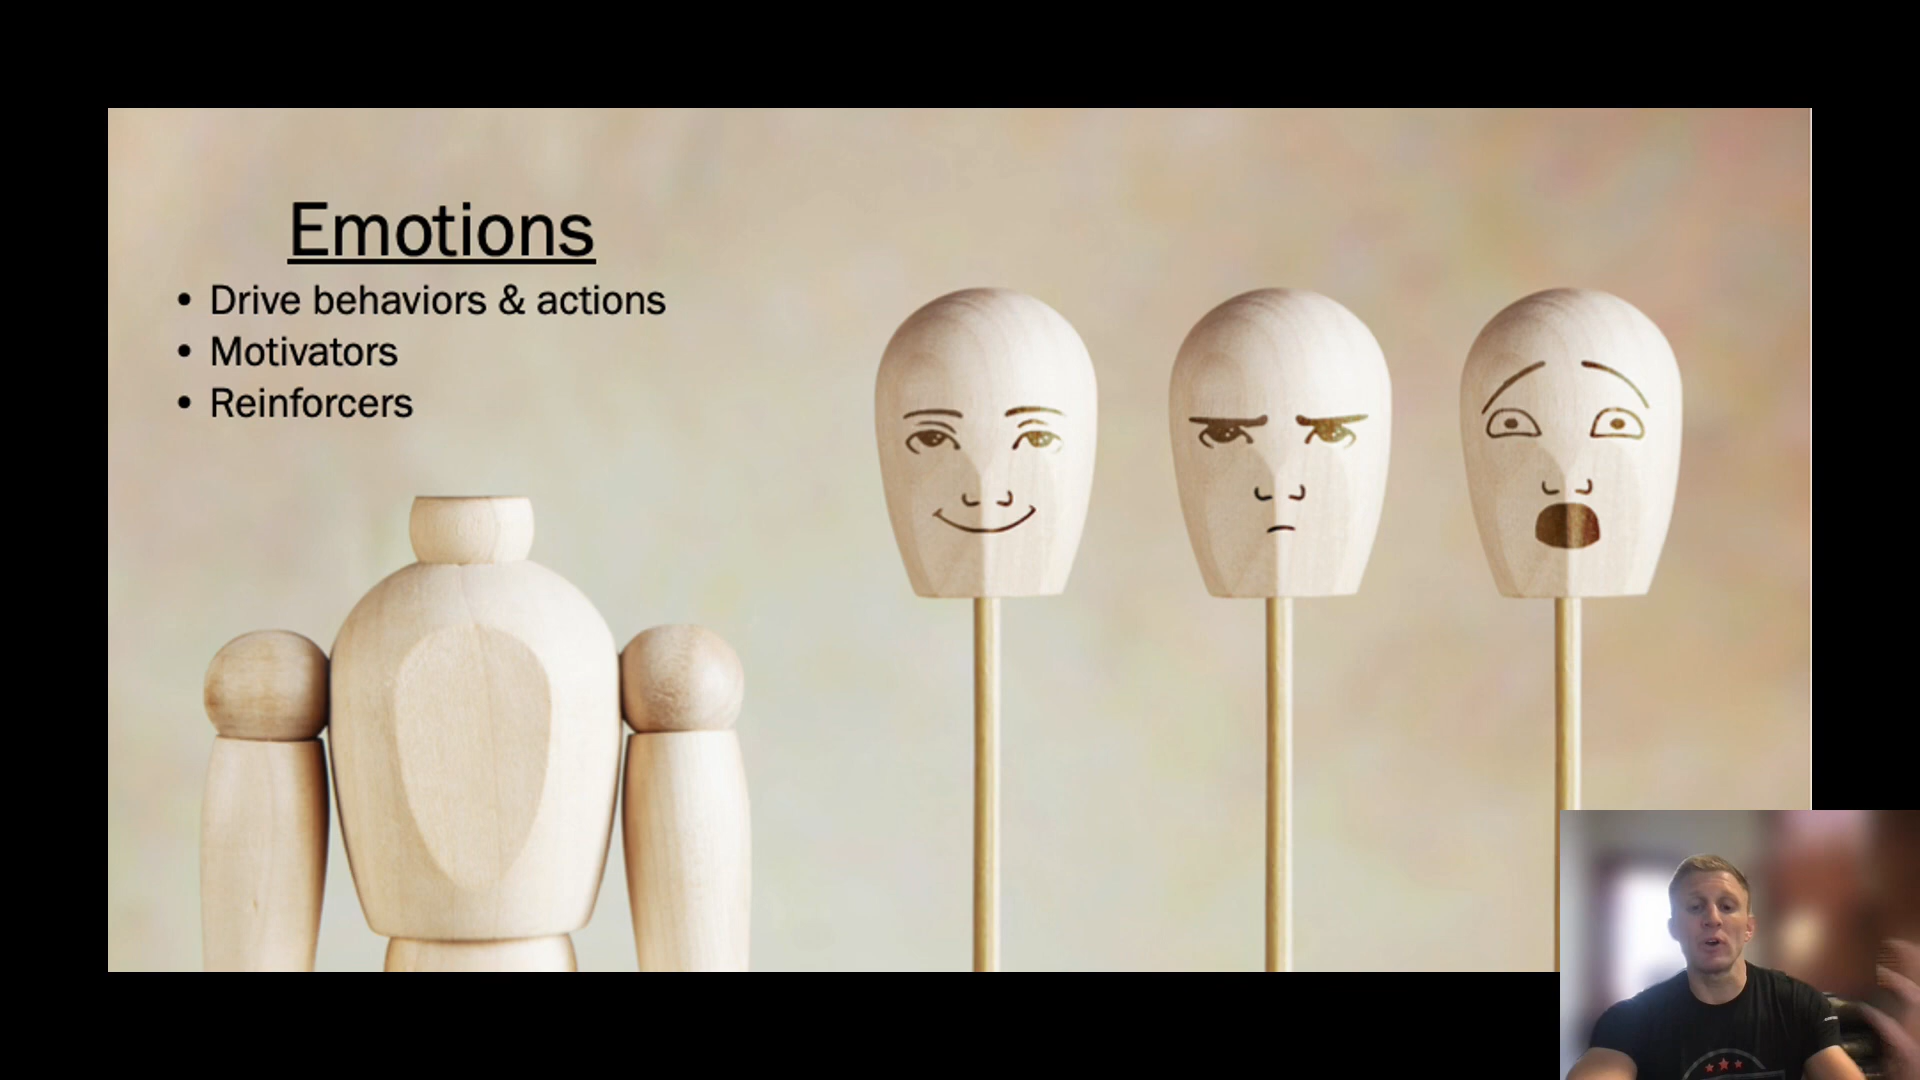 Emotions
• Drive behaviors & actions
• Motivators
• Reinforcers